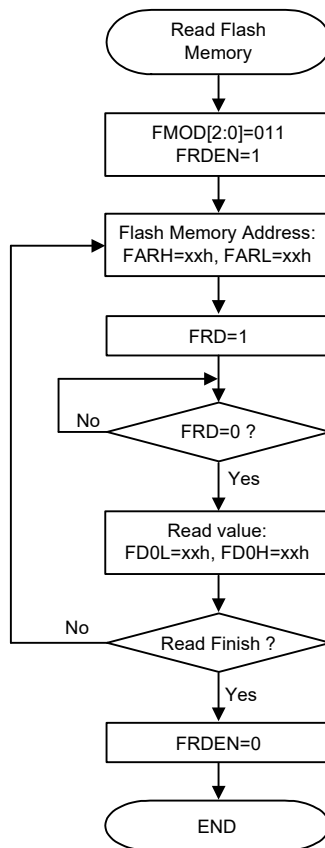 Read Flash
Memory
FMOD[2:0]=011
FRDEN=1
Flash Memory Address:
FARH=xxh, FARL=xxh
FRD=1
No
FRD=0 ?
Yes
Read value:
FD0L=xxh, FD0H=xxh
No
Read Finish ?
Yes
FRDEN=0
END